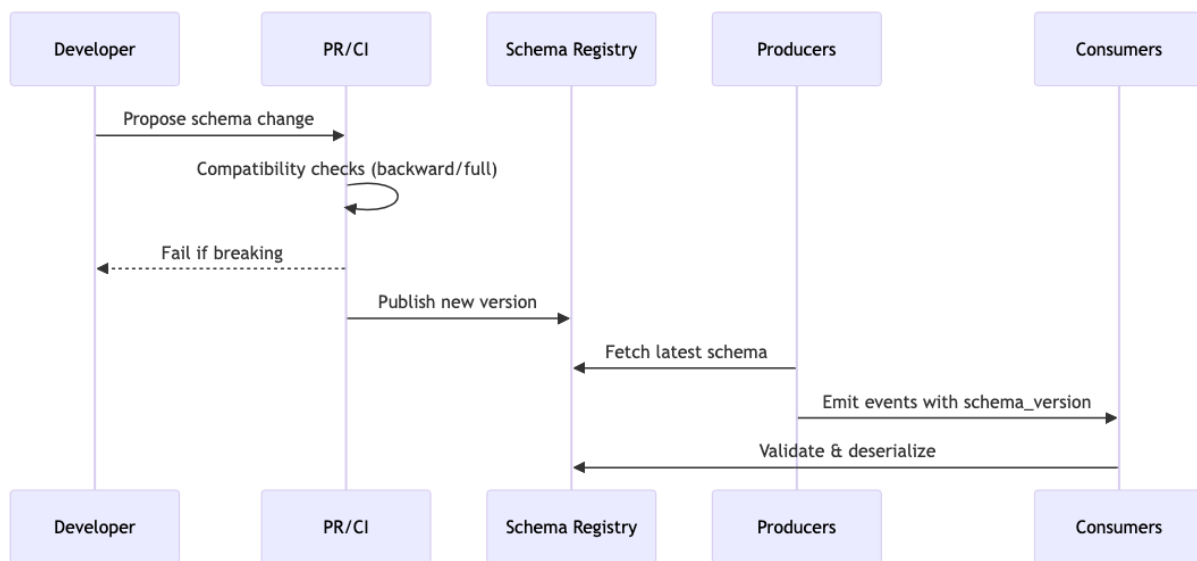 Developer
PR/CI
Schema Registry
Producers
Consumers
Propose schema change
Compatibility checks (backward/full)
Fail if breaking
Publish new version
Fetch latest schema
Emit events with schema_version
Validate & deserialize
Developer
PR/CI
Schema Registry
Producers
Consumers